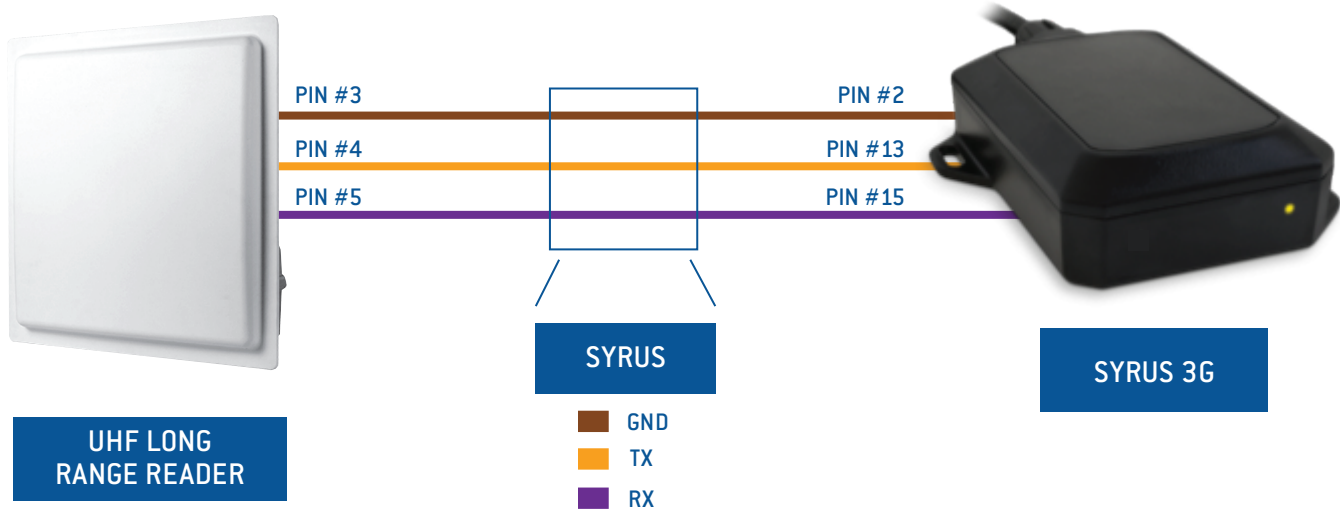 PIN #3 PIN #2
PIN #4 PIN #13
PIN #5 PIN #15
SYRUS
SYRUS 3G
GND
TX
RX
UHF LONG
RANGE READER